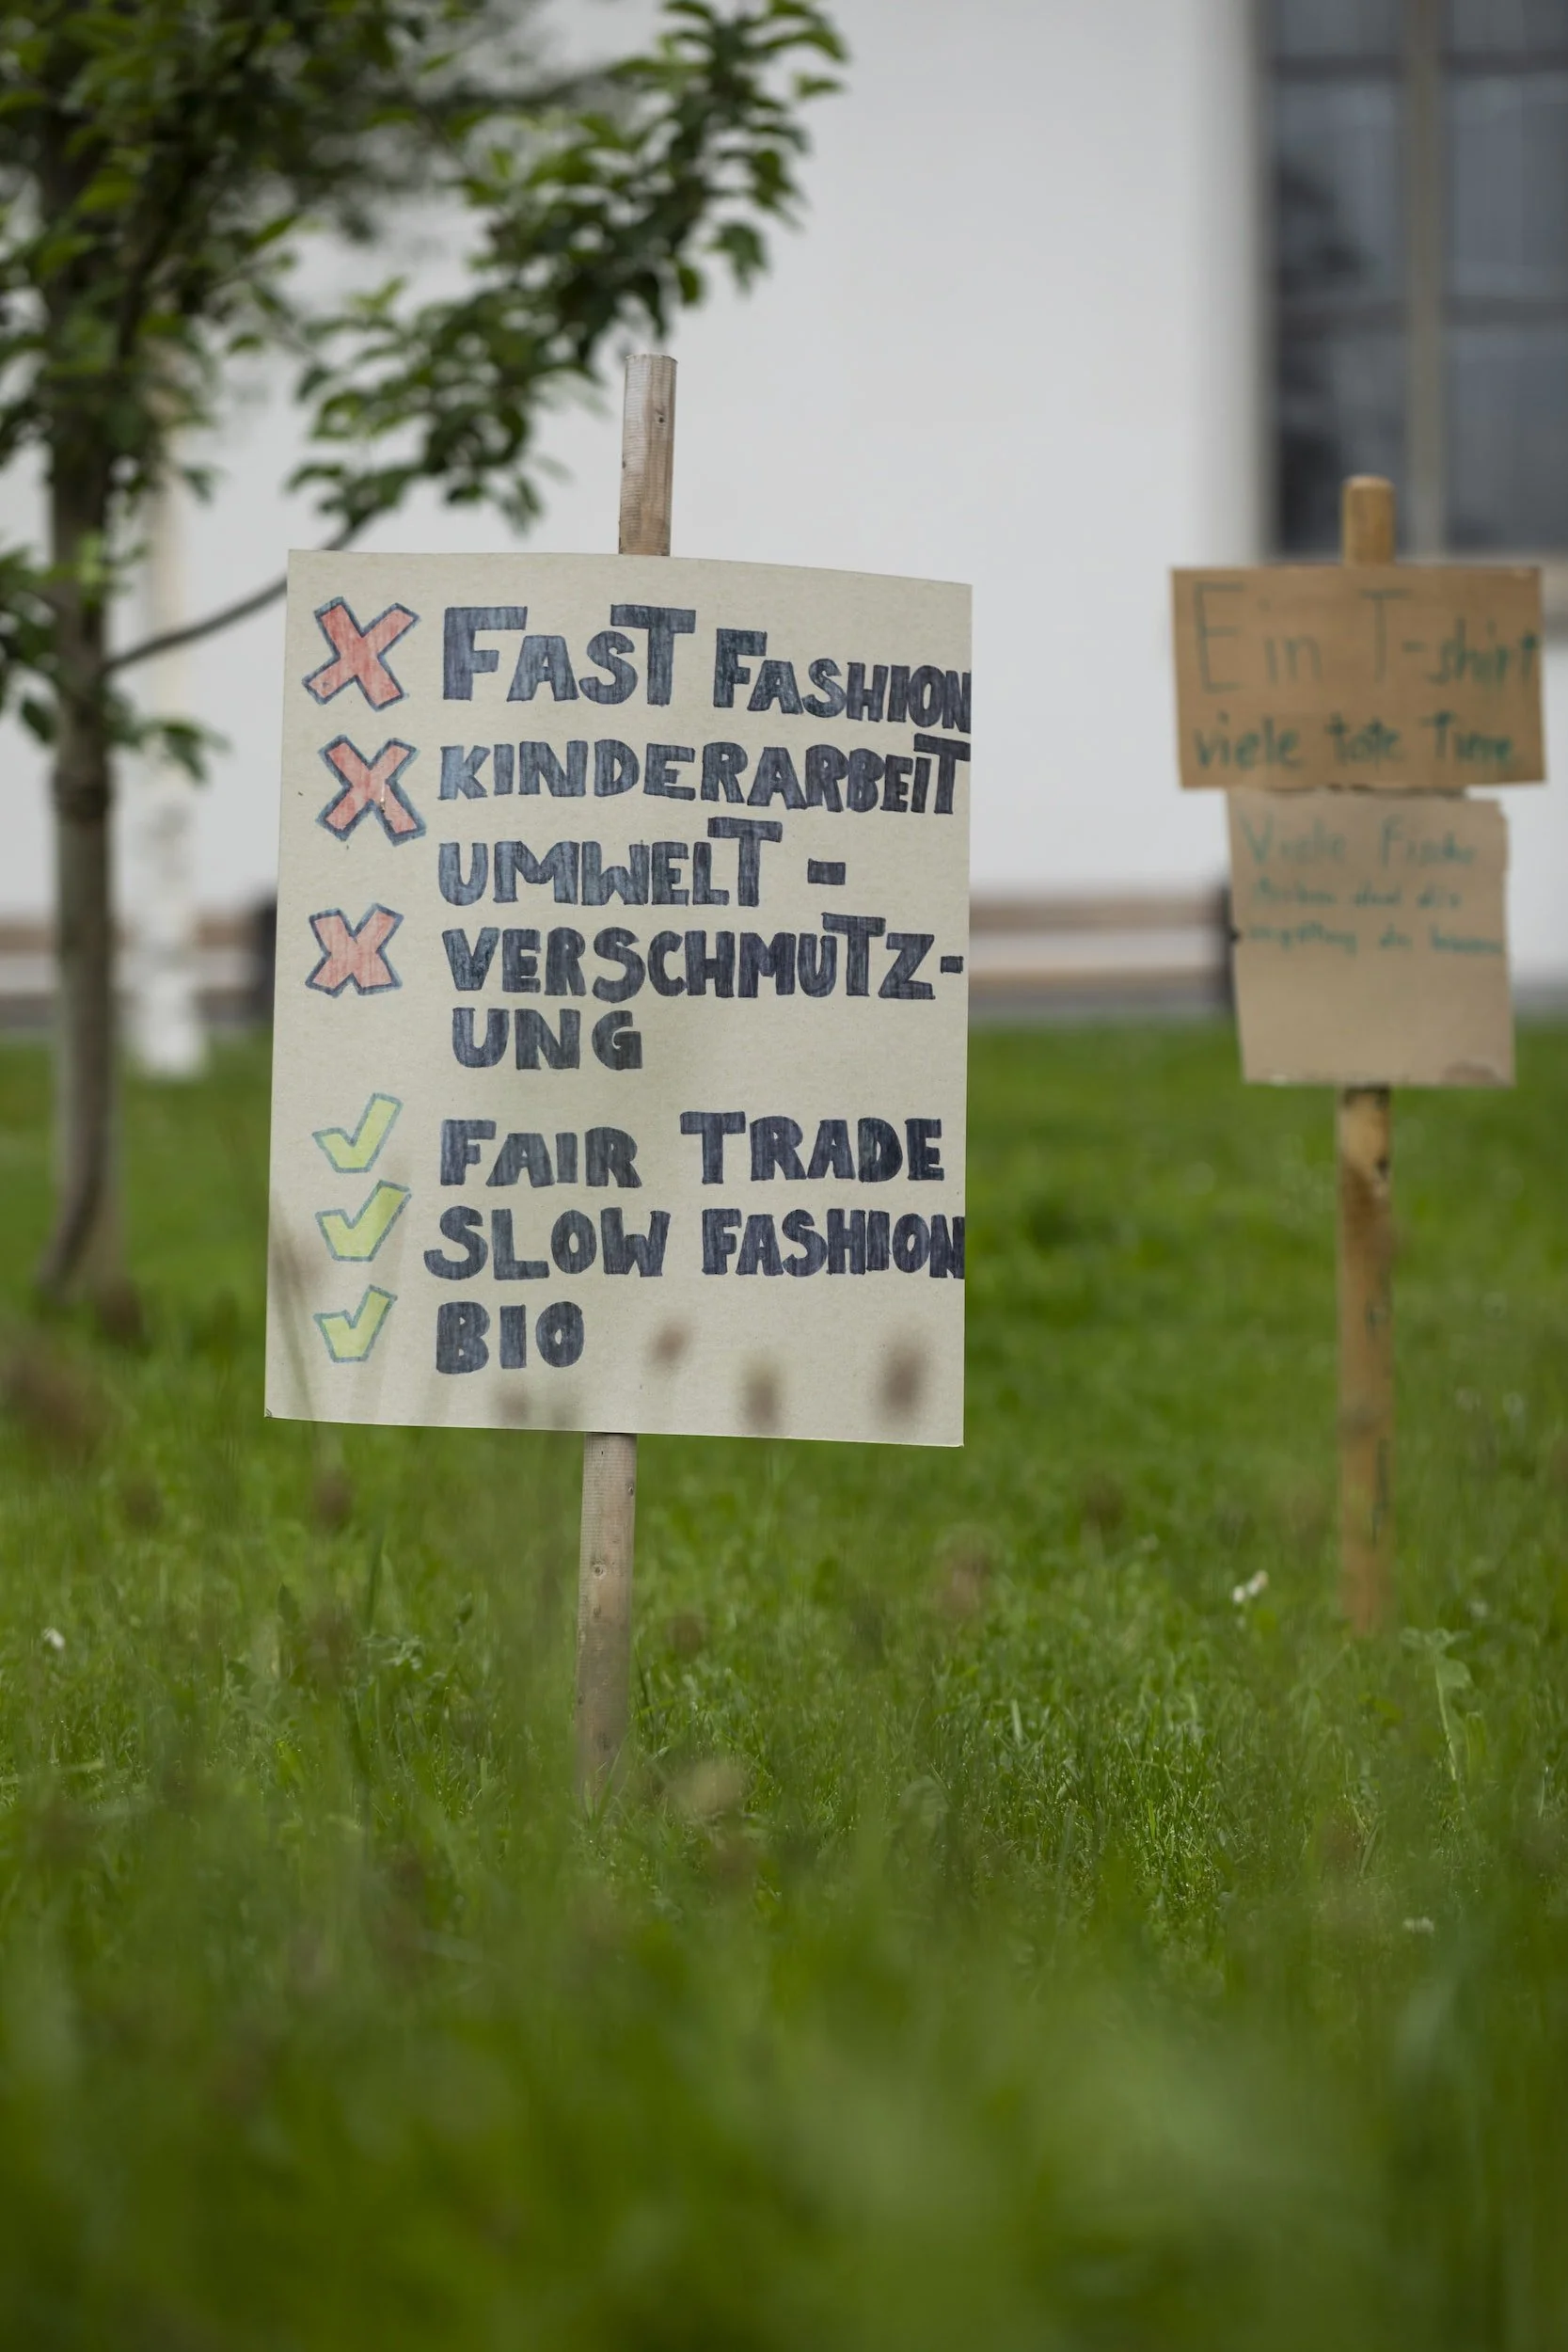 FAST FASHION
KINDERARBEIT
UMWELT-
VERSCHMUTZ-
UNG
FAIR TRADE
SLOW FASHION
BIO
Ein T-shirt
viele tote Tiere
Viele Fische